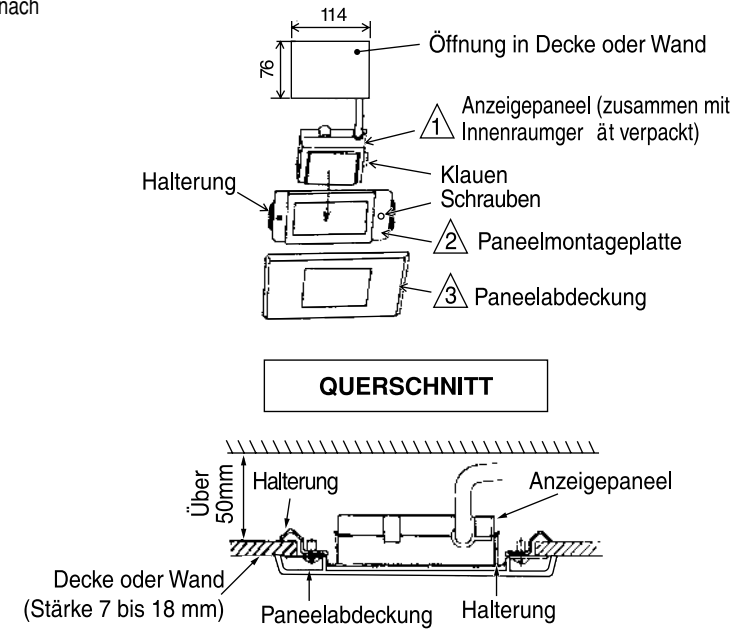 nach
114
76
Öffnung in Decke oder Wand
1 Anzeigepaneel (zusammen mit
Innenraumger ät verpackt)
Klauen
Schrauben
Halterung
2 Paneelmontageplatte
3 Paneelabdeckung
QUERSCHNITT
Über
50mm
Halterung
Anzeigepaneel
Decke oder Wand
(Stärke 7 bis 18 mm)
Paneelabdeckung
Halterung